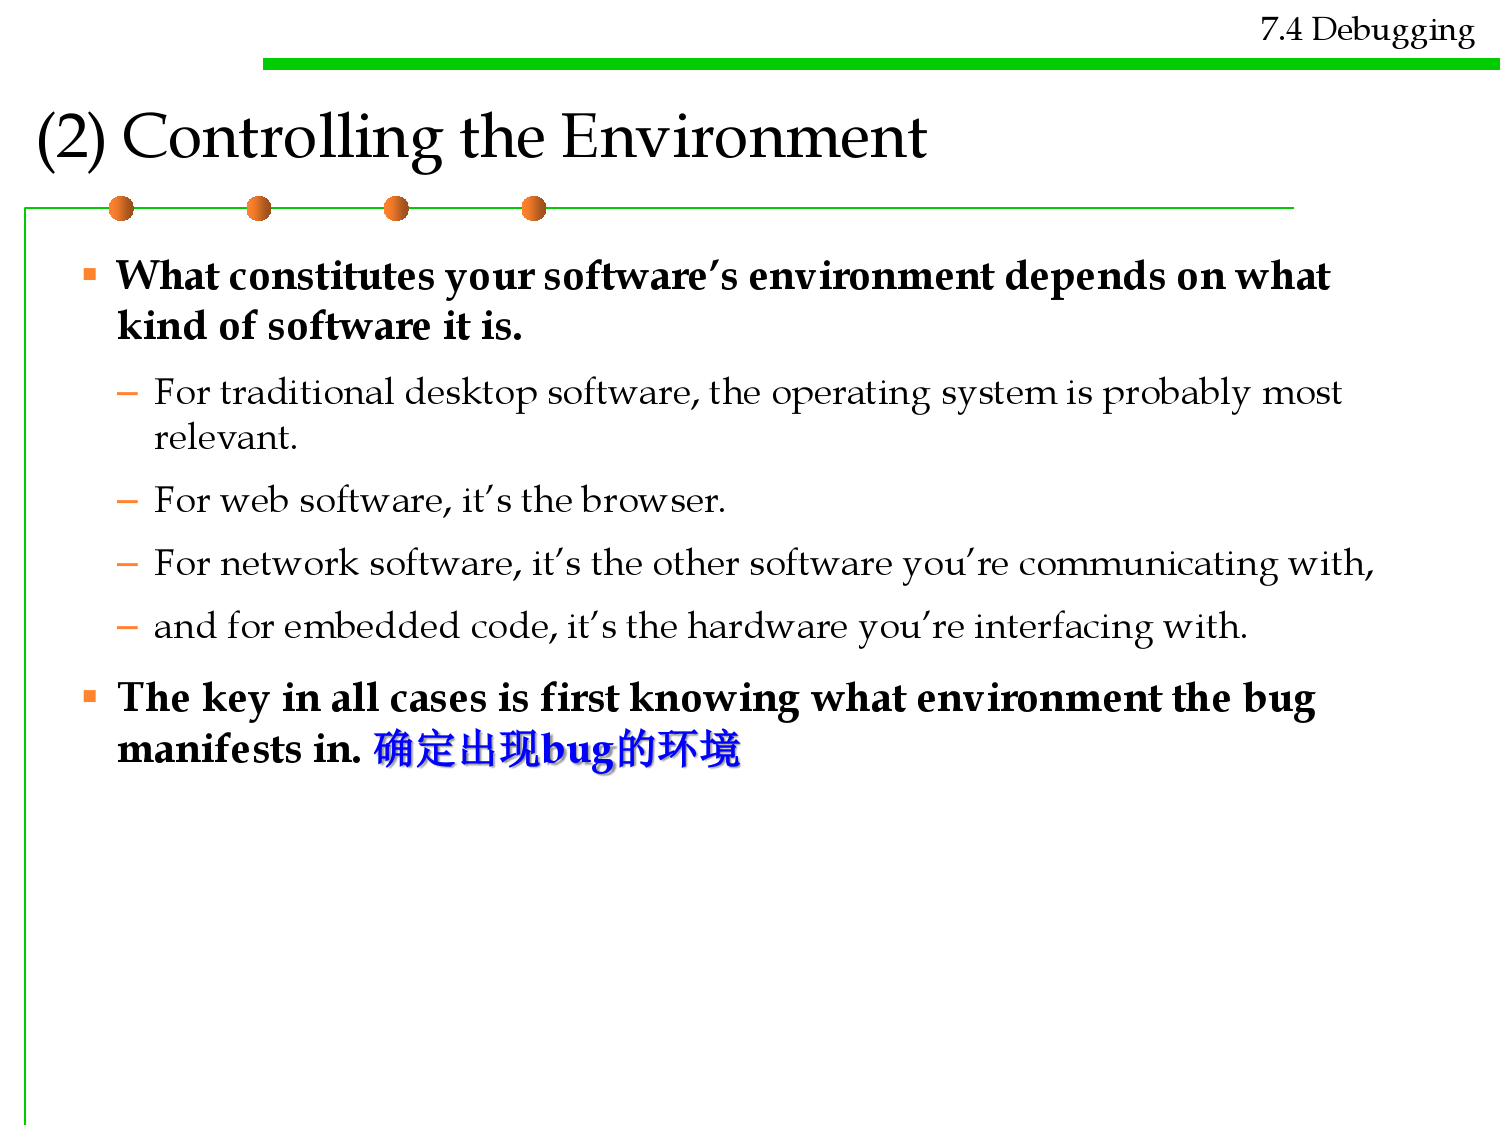 7.4 Debugging
(2) Controlling the Environment
▪ What constitutes your software’s environment depends on what
kind of software it is.
– For traditional desktop software, the operating system is probably most
relevant.
– For web software, it’s the browser.
– For network software, it’s the other software you’re communicating with,
– and for embedded code, it’s the hardware you’re interfacing with.
▪ The key in all cases is first knowing what environment the bug
manifests in. 确定出现bug的环境